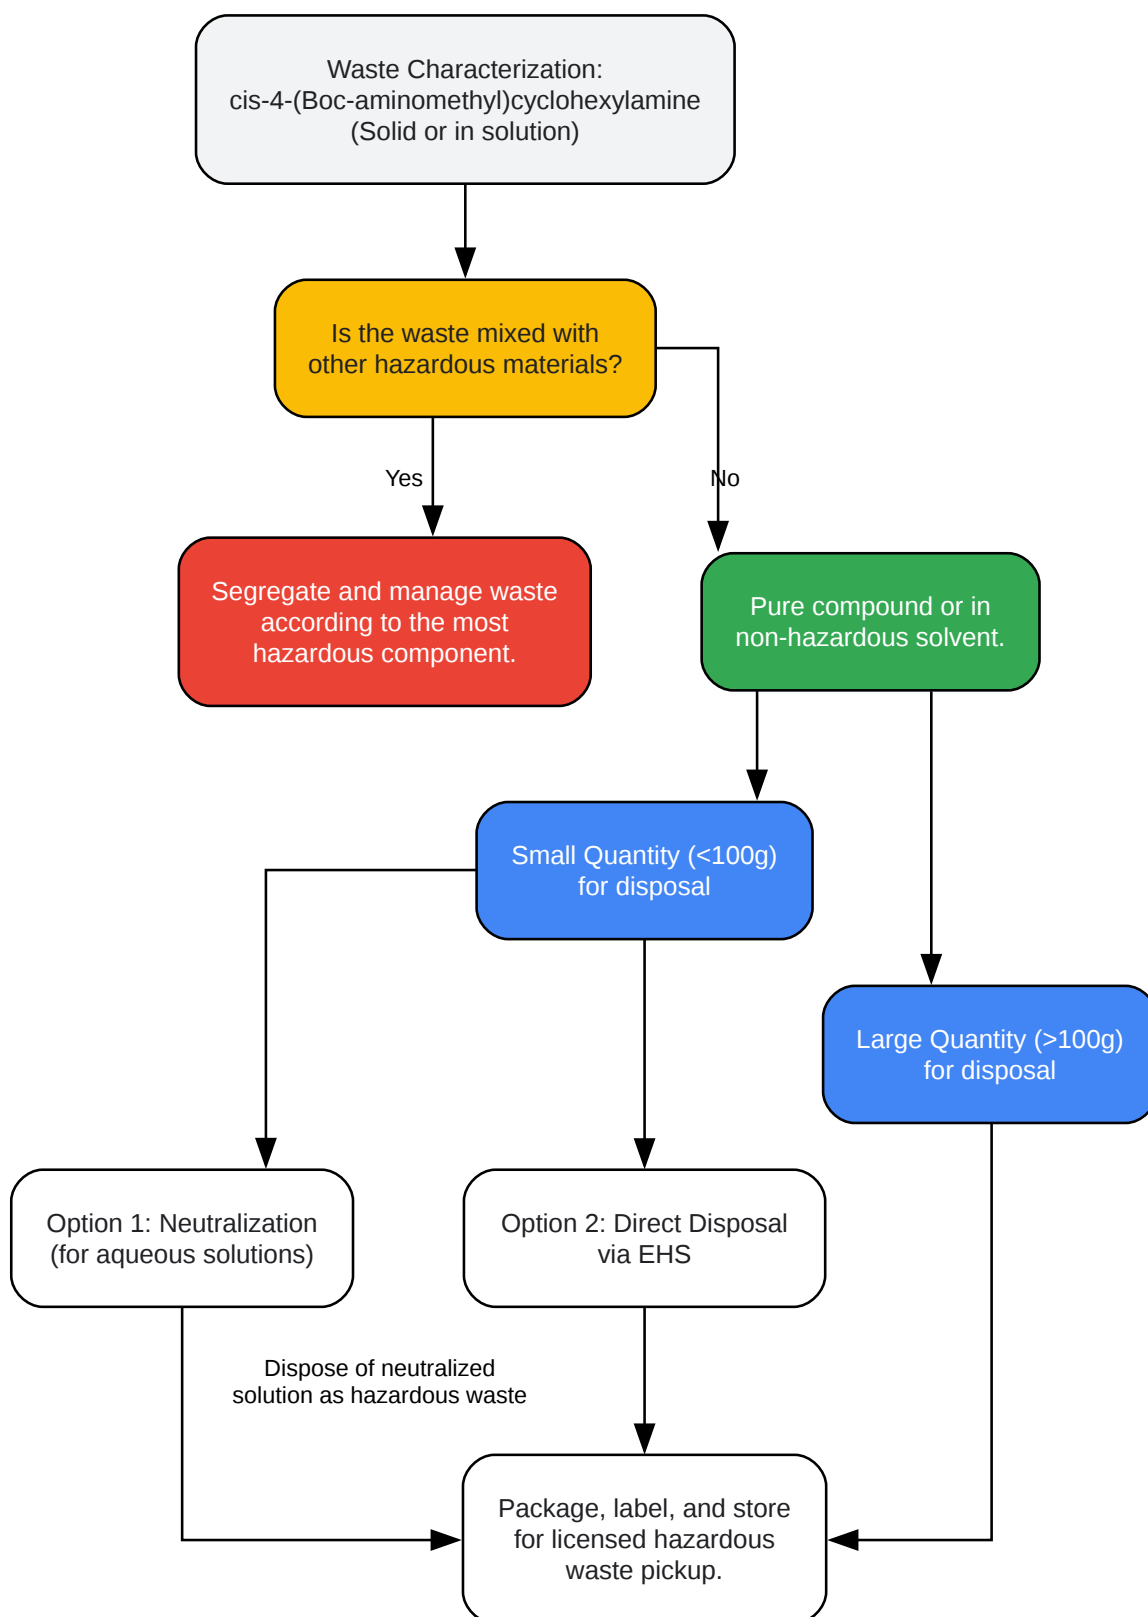 Waste Characterization:
cis-4-(Boc-aminomethyl)cyclohexylamine
(Solid or in solution)
Is the waste mixed with
other hazardous materials?
Yes
No
Segregate and manage waste
according to the most
hazardous component.
Pure compound or in
non-hazardous solvent.
Small Quantity (<100g)
for disposal
Large Quantity (>100g)
for disposal
Option 1: Neutralization
(for aqueous solutions)
Option 2: Direct Disposal
via EHS
Dispose of neutralized
solution as hazardous waste
Package, label, and store
for licensed hazardous
waste pickup.